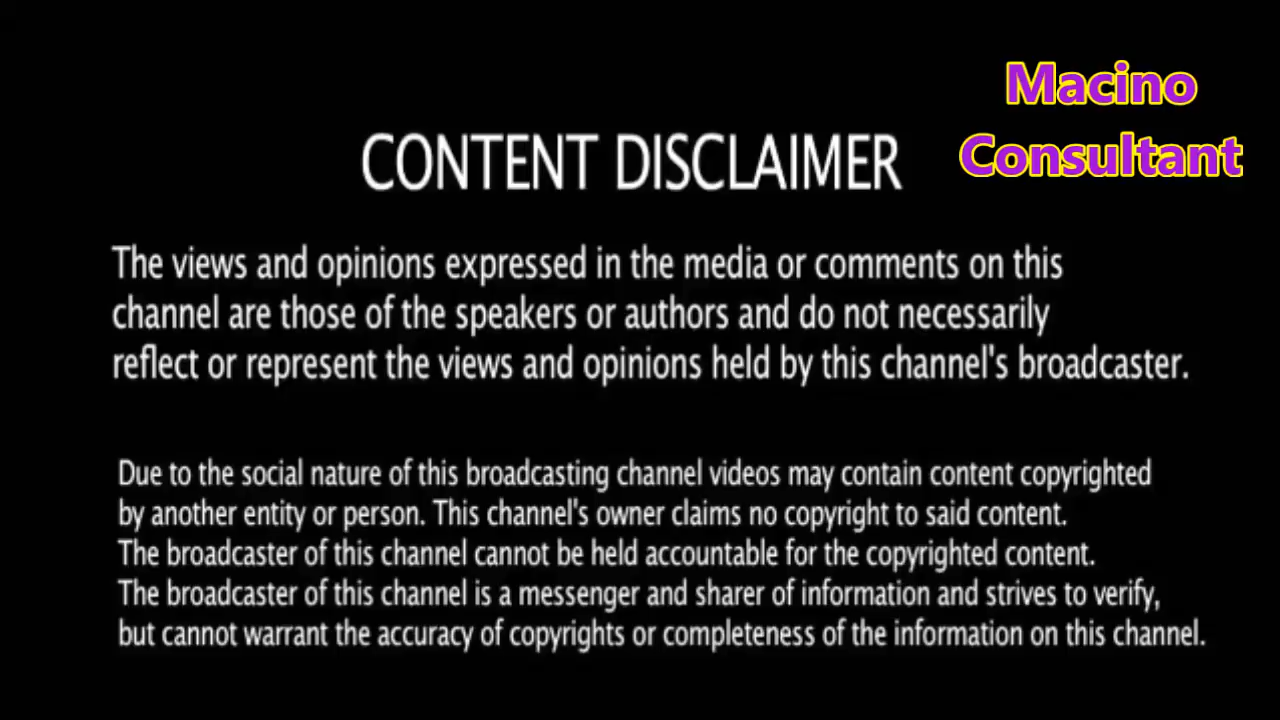 Macino
Consultant
CONTENT DISCLAIMER
The views and opinions expressed in the media or comments on this
channel are those of the speakers or authors and do not necessarily
reflect or represent the views and opinions held by this channel's broadcaster.
Due to the social nature of this broadcasting channel videos may contain content copyrighted
by another entity or person. This channel's owner claims no copyright to said content.
The broadcaster of this channel cannot be held accountable for the copyrighted content.
The broadcaster of this channel is a messenger and sharer of information and strives to verify,
but cannot warrant the accuracy of copyrights or completeness of the information on this channel.